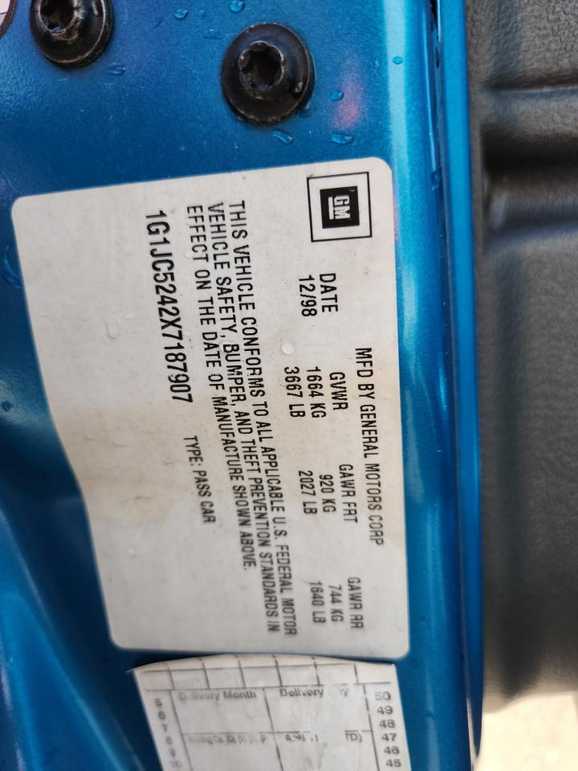 GM
MFD BY GENERAL MOTORS CORP
DATE GVWR GAWR FRT GAWR RR
12/98 1664 KG 920 KG 744 KG
3667 LB 2027 LB 1640 LB
THIS VEHICLE CONFORMS TO ALL APPLICABLE U.S. FEDERAL MOTOR
VEHICLE SAFETY, BUMPER, AND THEFT PREVENTION STANDARDS IN
EFFECT ON THE DATE OF MANUFACTURE SHOWN ABOVE.
1G1JC5242X7187907 TYPE: PASS CAR
Delivery Month Delivery
50
49
48
47
46
45
(D)